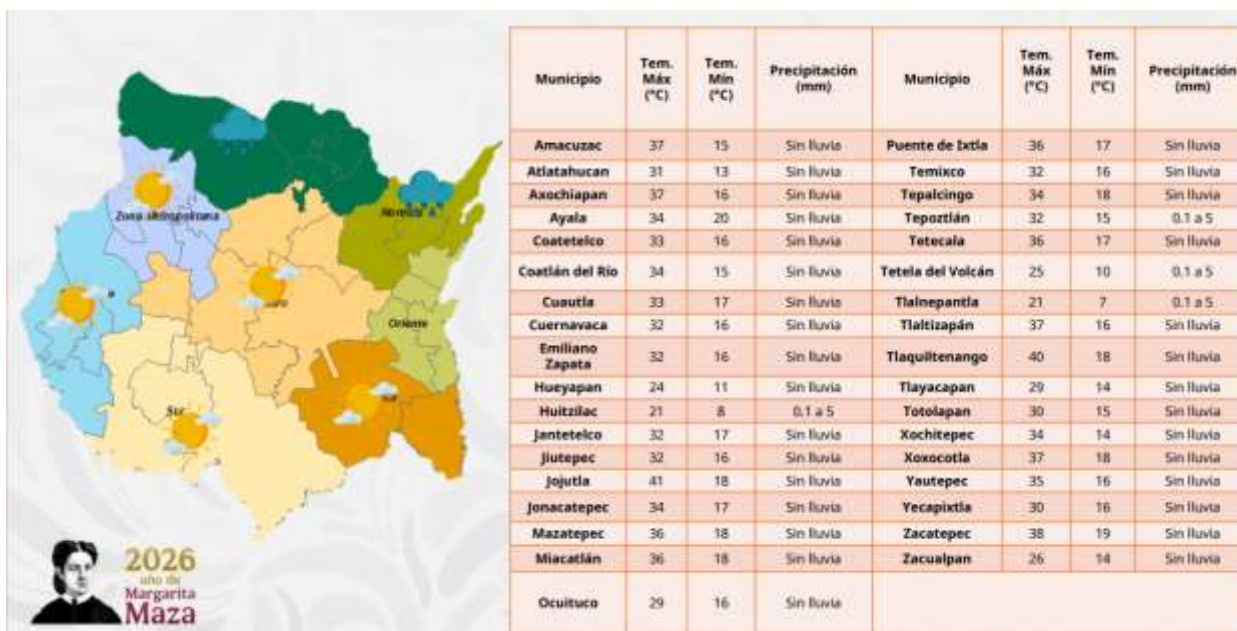 Municipio Tem. Máx (°C) Tem. Mín (°C) Precipitación (mm) Municipio Tem. Máx (°C) Tem. Mín (°C) Precipitación (mm)
Amacuzac 37 15 Sin lluvia Puente de Ixtla 36 17 Sin lluvia
Atlatahucan 31 13 Sin lluvia Temixco 32 16 Sin lluvia
Axochiapan 37 16 Sin lluvia Tepalcingo 34 18 Sin lluvia
Ayala 34 20 Sin lluvia Tepoztlán 32 15 0.1 a 5
Coatetelco 33 16 Sin lluvia Tetecala 36 17 Sin lluvia
Coatlán del Río 34 15 Sin lluvia Tetela del Volcán 25 10 0.1 a 5
Cuautla 33 17 Sin lluvia Tlalnepantla 21 7 0.1 a 5
Cuernavaca 32 16 Sin lluvia Tlaltizapán 37 16 Sin lluvia
Emiliano Zapata 32 16 Sin lluvia Tlaquiltenango 40 18 Sin lluvia
Hueyapan 24 11 Sin lluvia Tlayacapan 29 14 Sin lluvia
Huitzilac 21 8 0.1 a 5 Totolapan 30 15 Sin lluvia
Jantetelco 32 17 Sin lluvia Xochitepec 34 14 Sin lluvia
Jiutepec 32 16 Sin lluvia Xoxocotla 37 18 Sin lluvia
Jojutla 41 18 Sin lluvia Yautepec 35 16 Sin lluvia
Jonacatepec 34 17 Sin lluvia Yecapixtla 30 16 Sin lluvia
Mazatepec 36 18 Sin lluvia Zacatepec 38 19 Sin lluvia
Miacatlán 36 18 Sin lluvia Zacualpan 26 14 Sin lluvia
Ocuituco 29 16 Sin lluvia
Zona
Oriente
2026
año de
Margarita
Maza